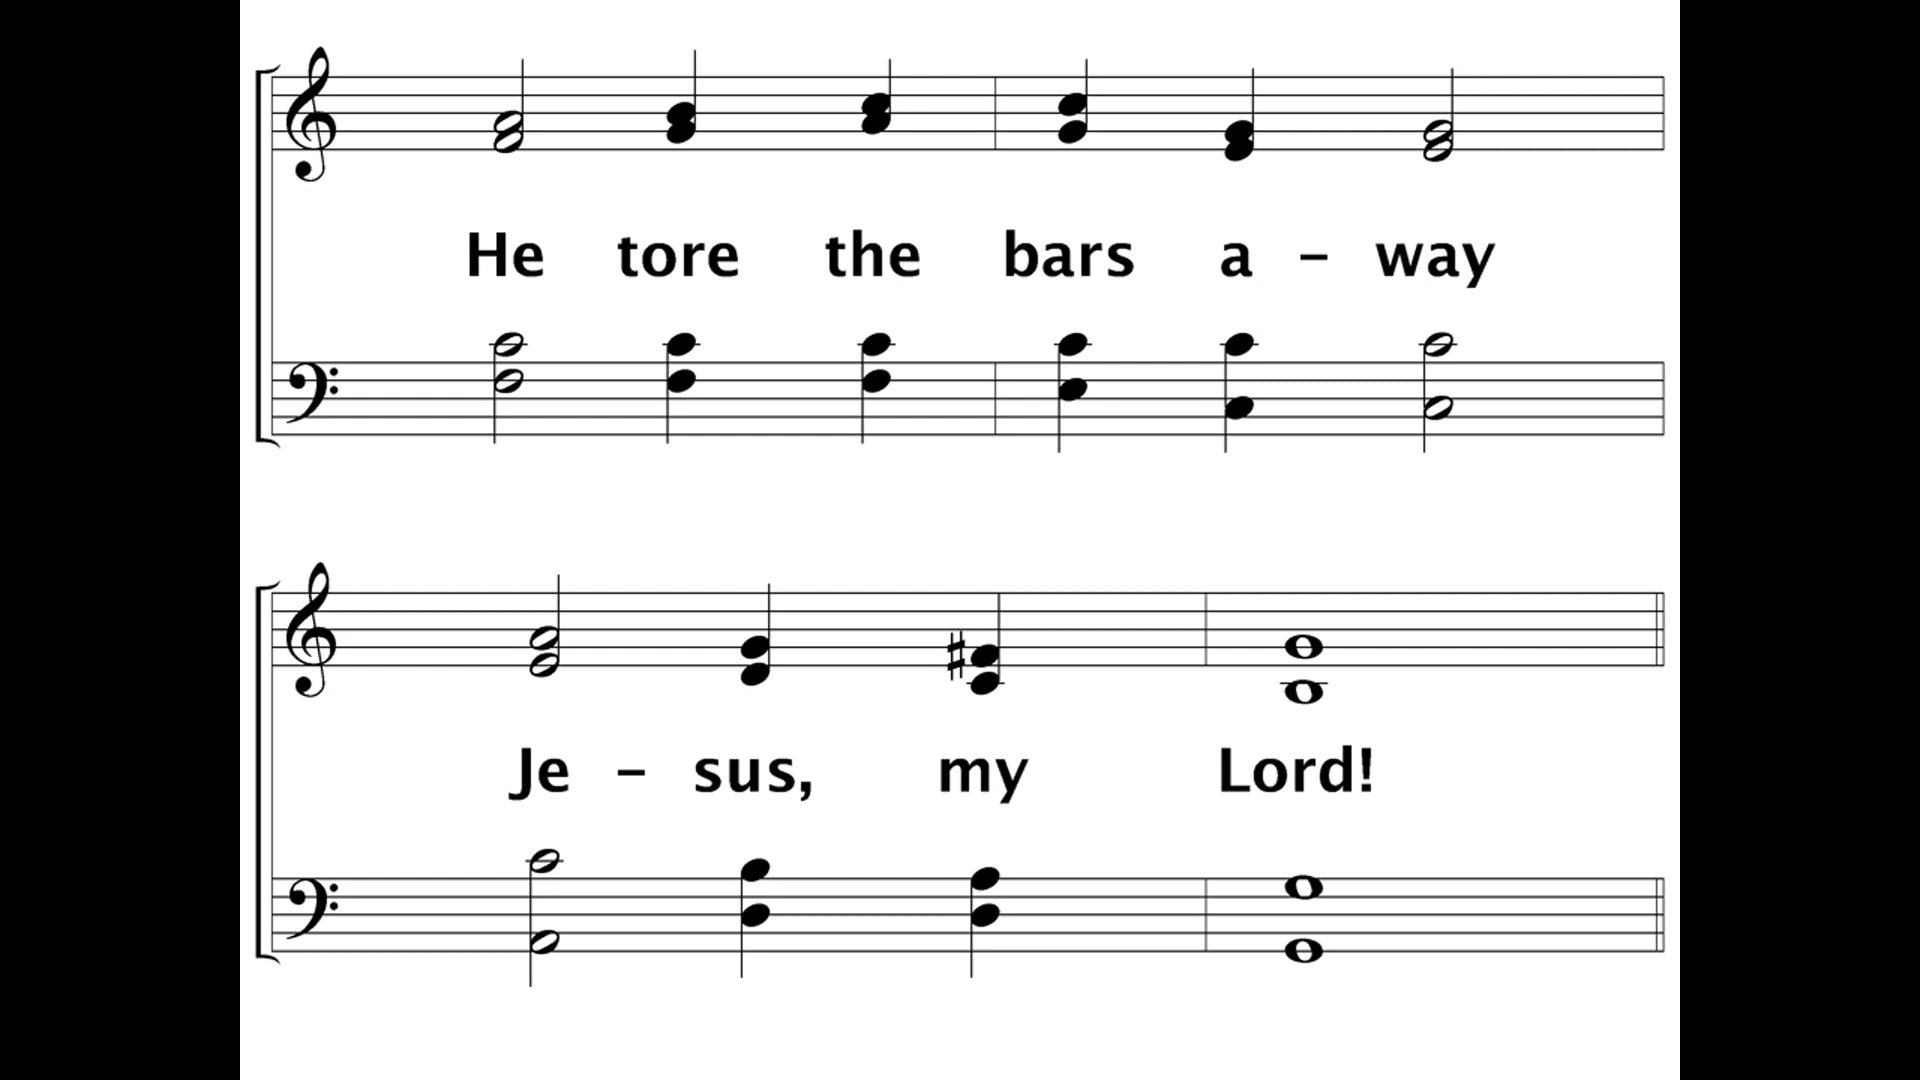 He tore the bars a – way
Je – sus, my Lord!